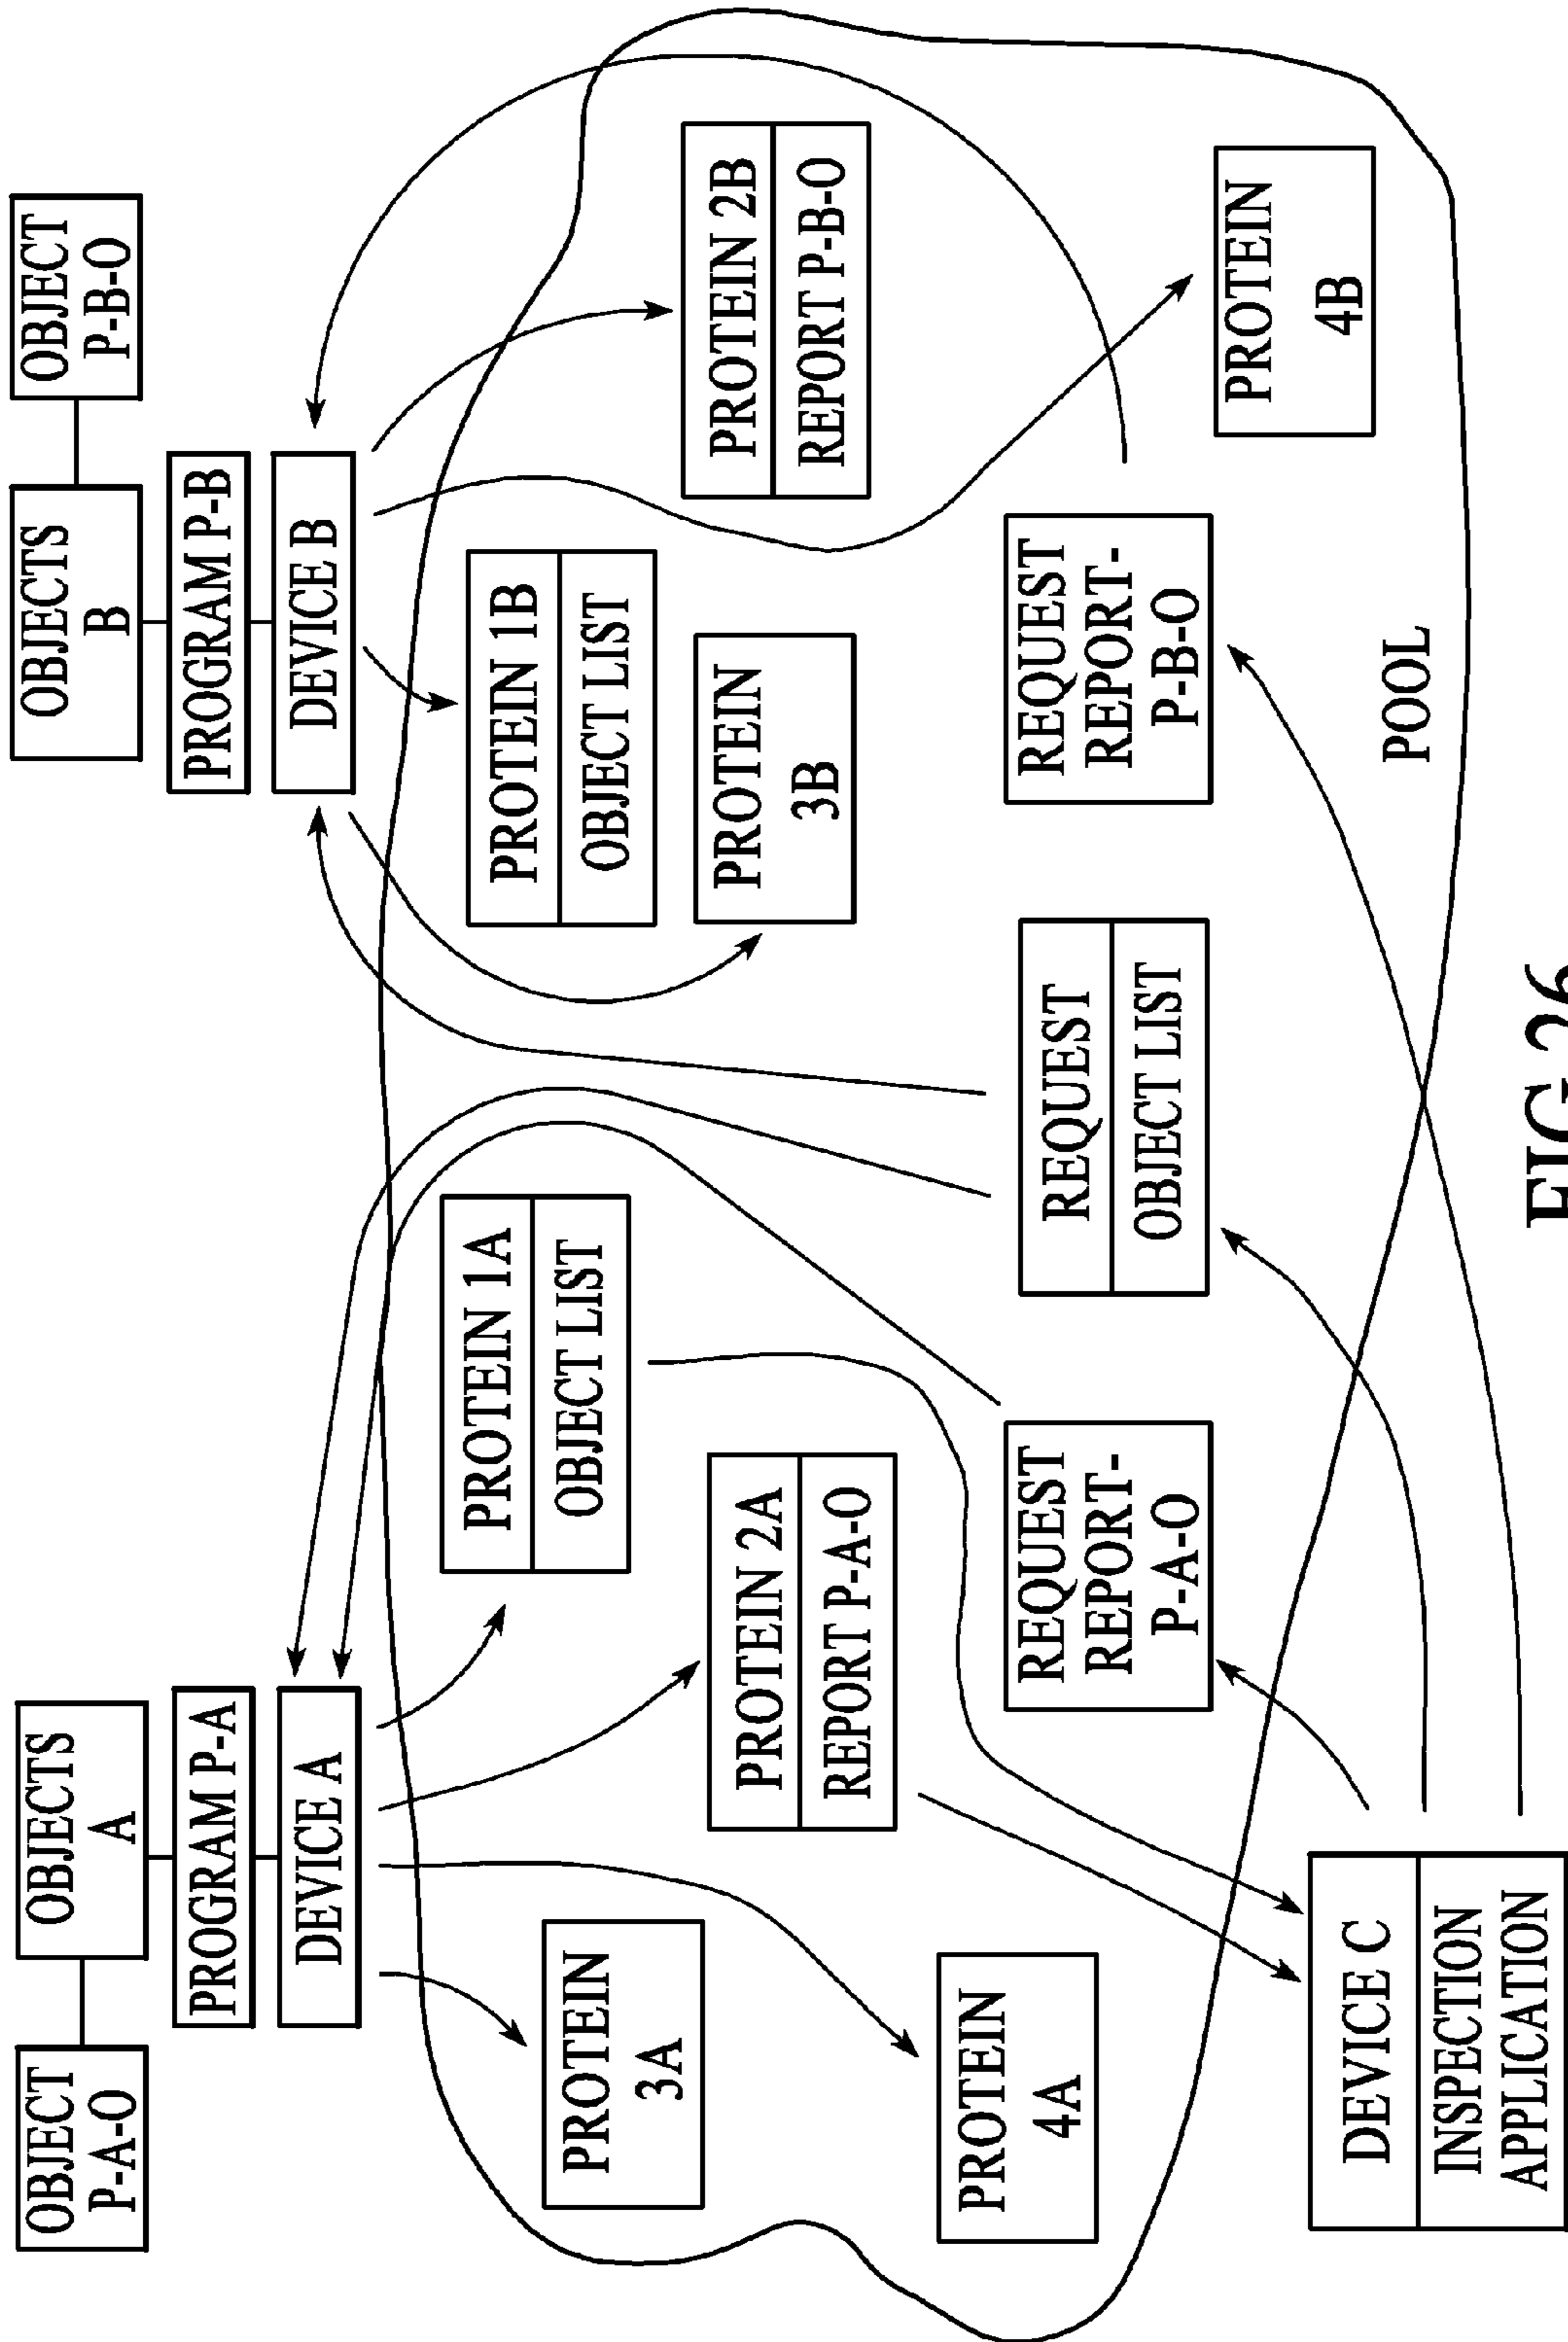 OBJECT
P-A-O
OBJECTS
A
PROGRAM P-A
DEVICE A
OBJECTS
B
OBJECT
P-B-O
PROGRAM P-B
DEVICE B
PROTEIN 1A
OBJECT LIST
PROTEIN 1B
OBJECT LIST
PROTEIN
3A
PROTEIN 2A
REPORT P-A-O
PROTEIN
3B
PROTEIN 2B
REPORT P-B-O
PROTEIN
4A
REQUEST
REPORT-
P-A-O
REQUEST
OBJECT LIST
REQUEST
REPORT-
P-B-O
PROTEIN
4B
DEVICE C
INSPECTION
APPLICATION
POOL
FIG.26